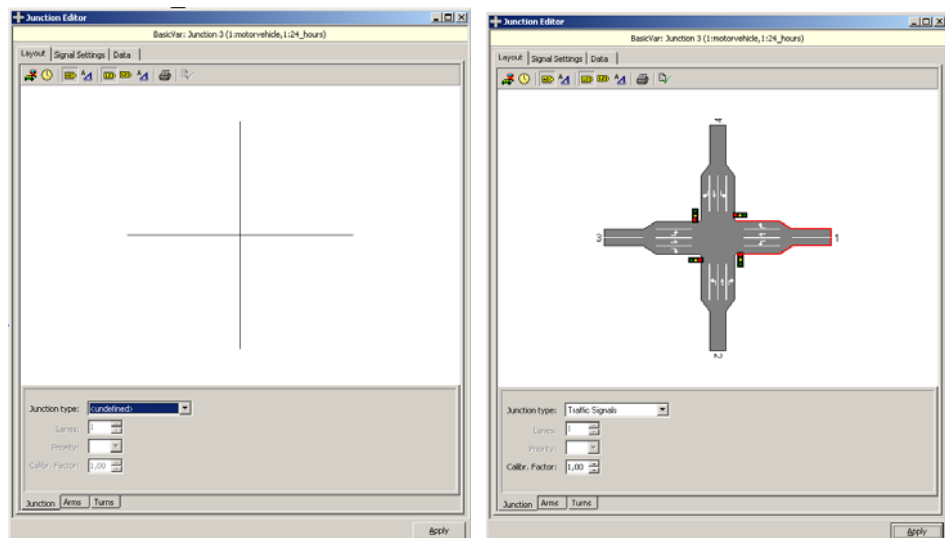 Junction Editor
BasicVar: Junction 3 (1:motorvehicle,1:24_hours)
Layout Signal Settings Data
Junction type: <undefined>
Lanes: 1
Priority:
Calibr. Factor: 1,00
Junction Arms Turns
Apply
Junction Editor
BasicVar: Junction 3 (1:motorvehicle,1:24_hours)
Layout Signal Settings Data
4
3
1
2
Junction type: Traffic Signals
Lanes: 1
Priority:
Calibr. Factor: 1,00
Junction Arms Turns
Apply